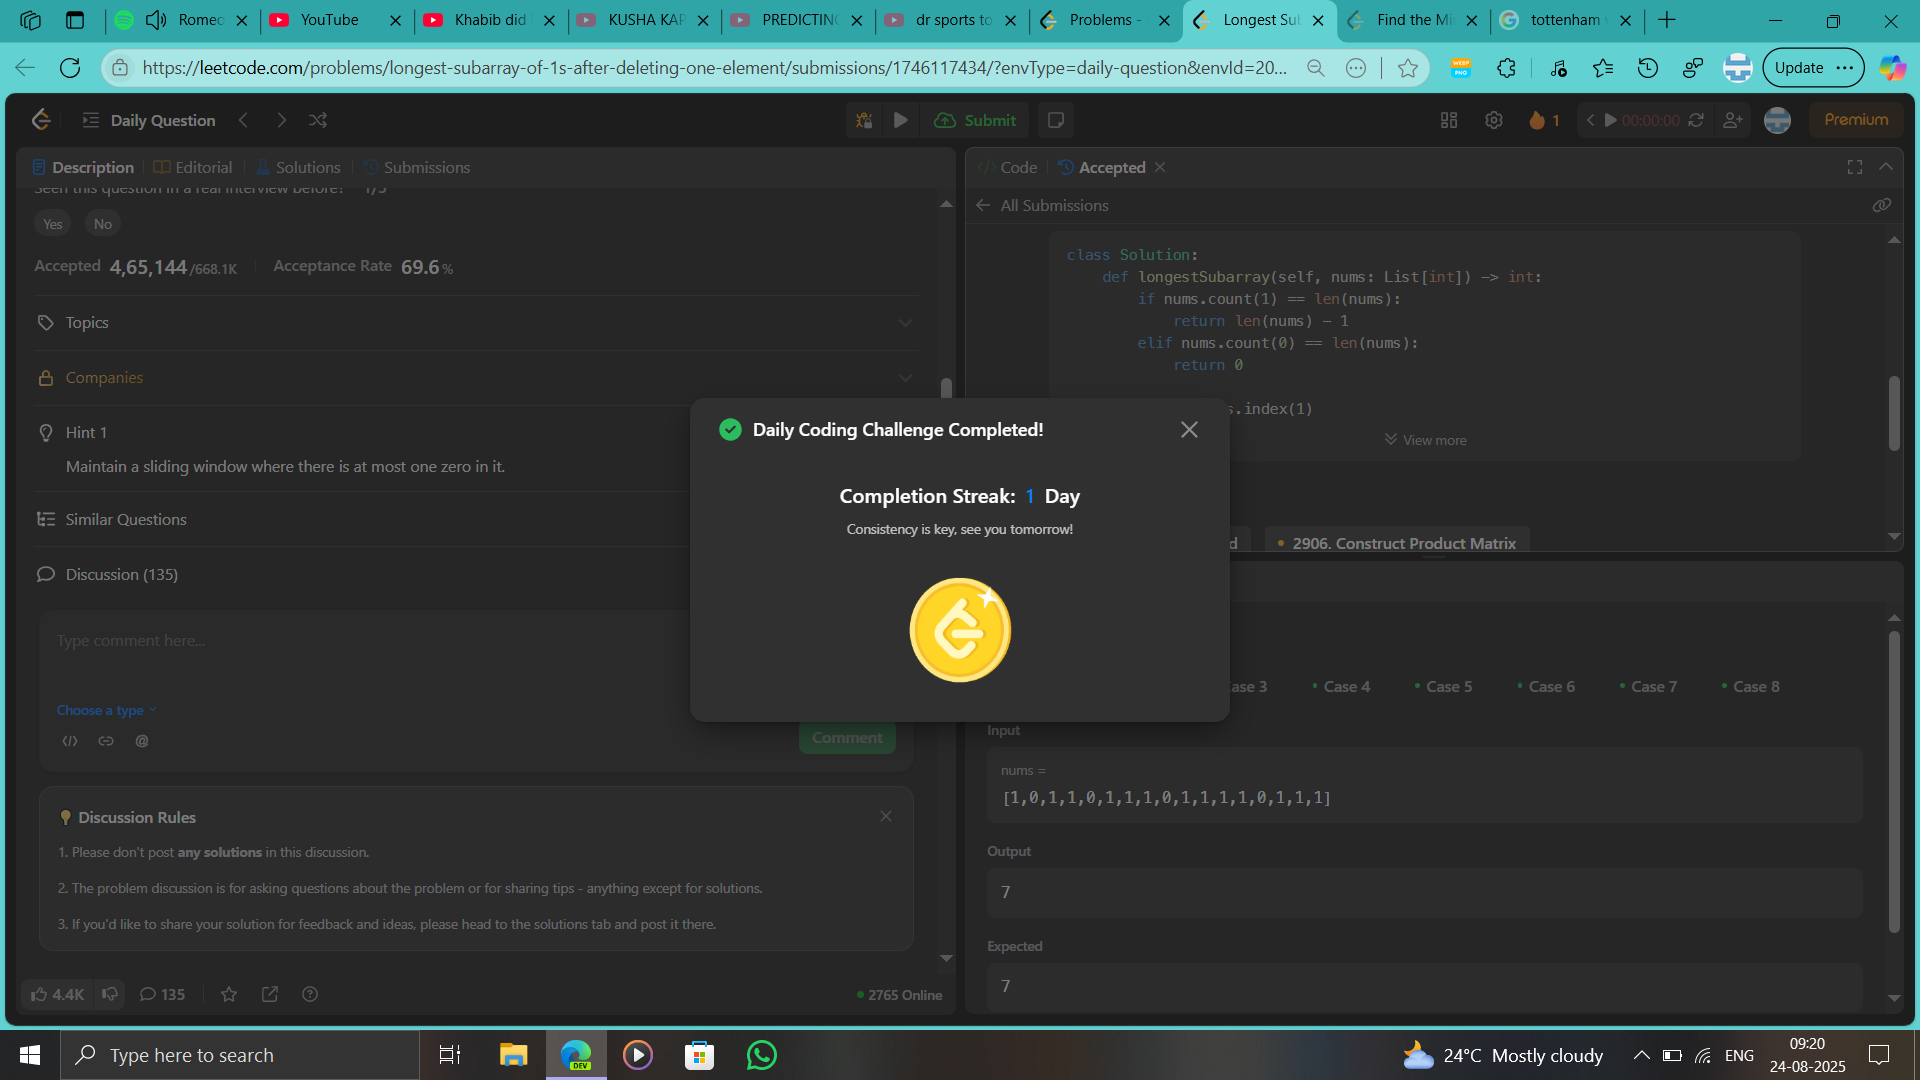 Romeo
YouTube
Khabib did
KUSHA KAP
PREDICTING
dr sports to
Problems -
Longest Sub
Find the Mi
tottenham
https://leetcode.com/problems/longest-subarray-of-1s-after-deleting-one-element/submissions/1746117434/?envType=daily-question&envId=20...
Update
Daily Question
Submit
1
00:00:00
Premium
Description
Editorial
Solutions
Submissions
Seen this question in a real interview before? 1/5
Yes
No
Accepted 4,65,144/668.1K
Acceptance Rate 69.6%
Topics
Companies
Hint 1
Maintain a sliding window where there is at most one zero in it.
Similar Questions
Discussion (135)
Type comment here...
Choose a type
</>
@
Comment
Discussion Rules
1. Please don't post any solutions in this discussion.
2. The problem discussion is for asking questions about the problem or for sharing tips - anything except for solutions.
3. If you'd like to share your solution for feedback and ideas, please head to the solutions tab and post it there.
4.4K
135
2765 Online
</> Code
Accepted
All Submissions
class Solution:
def longestSubarray(self, nums: List[int]) -> int:
if nums.count(1) == len(nums):
return len(nums) - 1
elif nums.count(0) == len(nums):
return 0
s.index(1)
View more
2906. Construct Product Matrix
Daily Coding Challenge Completed!
Completion Streak: 1 Day
Consistency is key, see you tomorrow!
ase 3
Case 4
Case 5
Case 6
Case 7
Case 8
Input
nums =
[1,0,1,1,0,1,1,1,0,1,1,1,1,0,1,1,1]
Output
7
Expected
7
Type here to search
DEV
24°C Mostly cloudy
ENG
09:20
24-08-2025